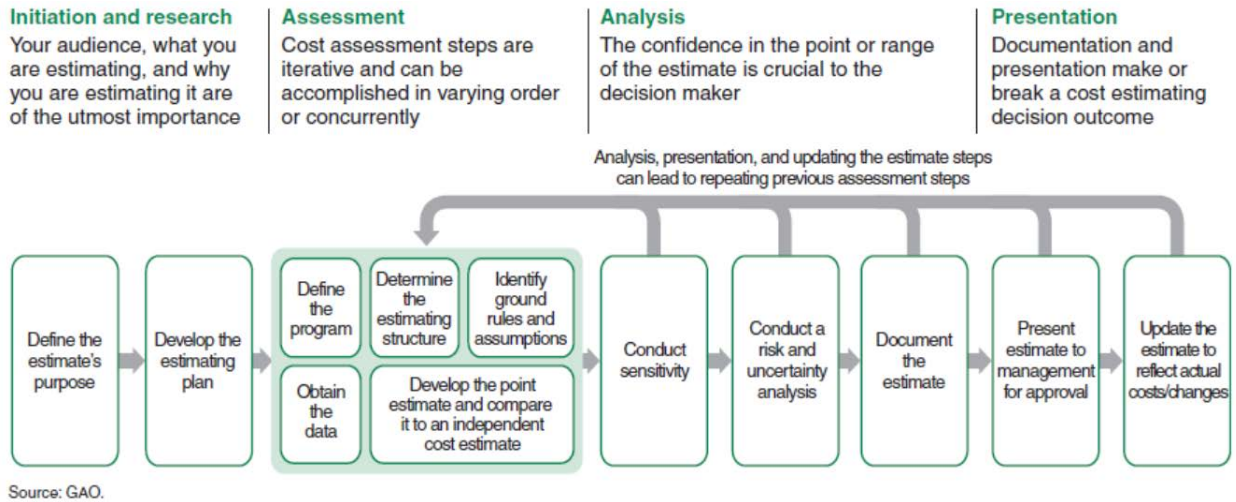 Initiation and research
Your audience, what you
are estimating, and why
you are estimating it are
of the utmost importance
Assessment
Cost assessment steps are
iterative and can be
accomplished in varying order
or concurrently
Analysis
The confidence in the point or range
of the estimate is crucial to the
decision maker
Presentation
Documentation and
presentation make or
break a cost estimating
decision outcome
Analysis, presentation, and updating the estimate steps
can lead to repeating previous assessment steps
Define the
estimate's
purpose
Develop the
estimating
plan
Define
the
program
Determine
the
estimating
structure
Identify
ground
rules and
assumptions
Obtain
the
data
Develop the point
estimate and compare
it to an independent
cost estimate
Conduct
sensitivity
Conduct a
risk and
uncertainty
analysis
Document
the
estimate
Present
estimate to
management
for approval
Update the
estimate to
reflect actual
costs/changes
Source: GAO.